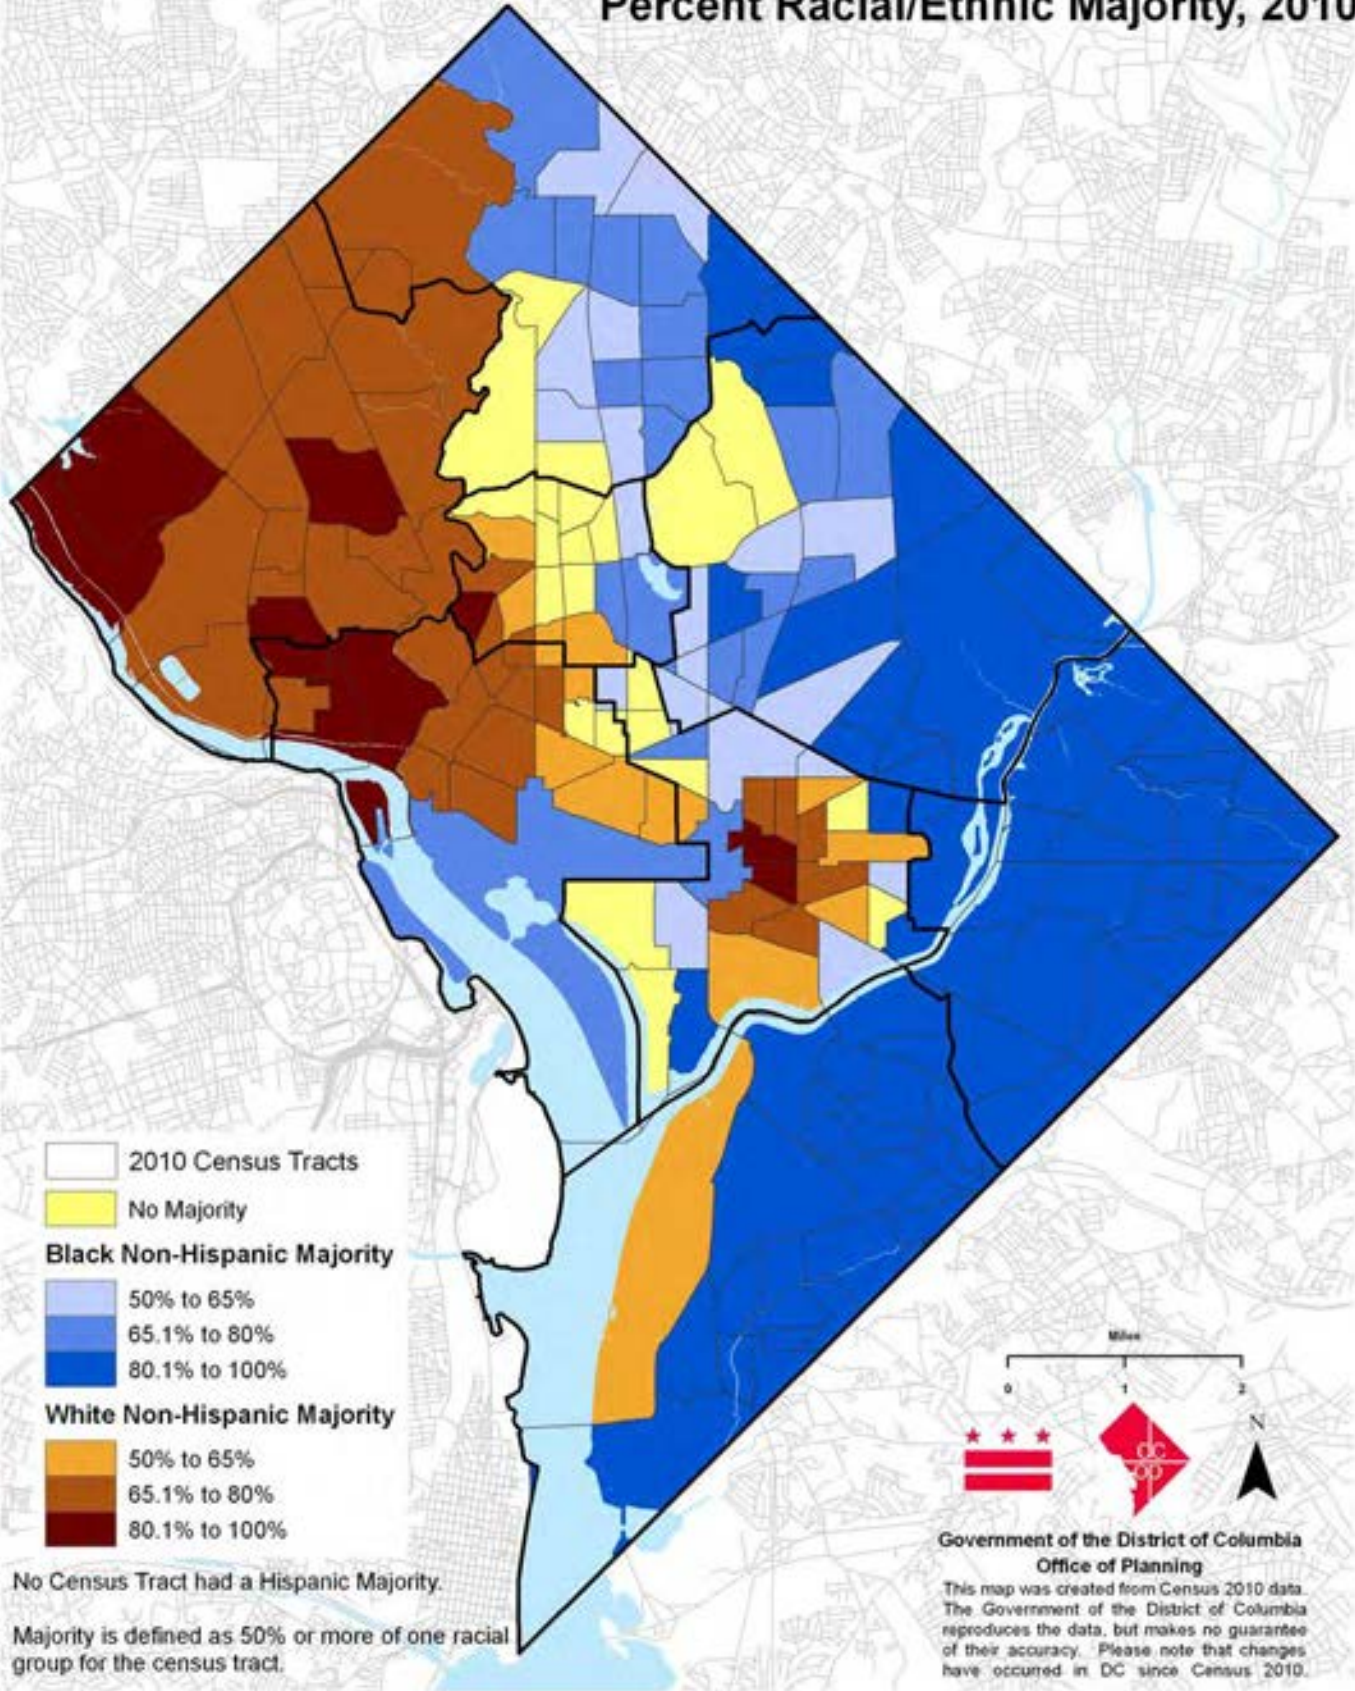 Percent Racial/Ethnic Majority, 2010
2010 Census Tracts
No Majority
Black Non-Hispanic Majority
50% to 65%
65.1% to 80%
80.1% to 100%
White Non-Hispanic Majority
50% to 65%
65.1% to 80%
80.1% to 100%
No Census Tract had a Hispanic Majority.
Majority is defined as 50% or more of one racial
group for the census tract.
Miles
0 1 2
N
DC
OP
Government of the District of Columbia
Office of Planning
This map was created from Census 2010 data.
The Government of the District of Columbia
reproduces the data, but makes no guarantee
of their accuracy. Please note that changes
have occurred in DC since Census 2010.